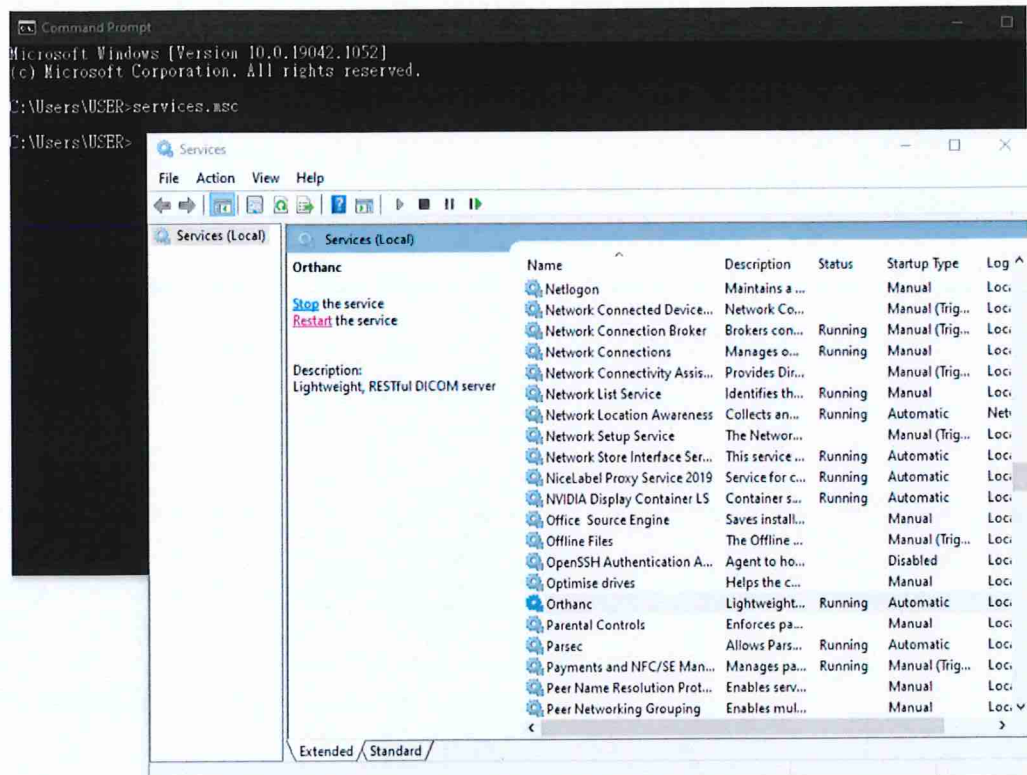 Command Prompt
Microsoft Windows [Version 10.0.19042.1052]
(c) Microsoft Corporation. All rights reserved.
C:\Users\USER>services.msc
C:\Users\USER>
Services
File Action View Help
Services (Local)
Services (Local)
Orthanc
Stop the service
Restart the service
Description:
Lightweight, RESTful DICOM server
Name Description Status Startup Type Log
Netlogon Maintains a ... Manual Loc
Network Connected Device... Network Co... Manual (Trig... Loc
Network Connection Broker Brokers con... Running Manual (Trig... Loc
Network Connections Manages o... Running Manual Loc
Network Connectivity Assis... Provides Dir... Manual (Trig... Loc
Network List Service Identifies th... Running Manual Loc
Network Location Awareness Collects an... Running Automatic Net
Network Setup Service The Networ... Manual (Trig... Loc
Network Store Interface Ser... This service ... Running Automatic Loc
NiceLabel Proxy Service 2019 Service for c... Running Automatic Loc
NVIDIA Display Container LS Container s... Running Automatic Loc
Office Source Engine Saves install... Manual Loc
Offline Files The Offline ... Manual (Trig... Loc
OpenSSH Authentication A... Agent to ho... Disabled Loc
Optimise drives Helps the c... Manual Loc
Orthanc Lightweight... Running Automatic Loc
Parental Controls Enforces pa... Manual Loc
Parsec Allows Pars... Running Automatic Loc
Payments and NFC/SE Man... Manages pa... Running Manual (Trig... Loc
Peer Name Resolution Prot... Enables serv... Manual Loc
Peer Networking Grouping Enables mul... Manual Loc
Extended Standard